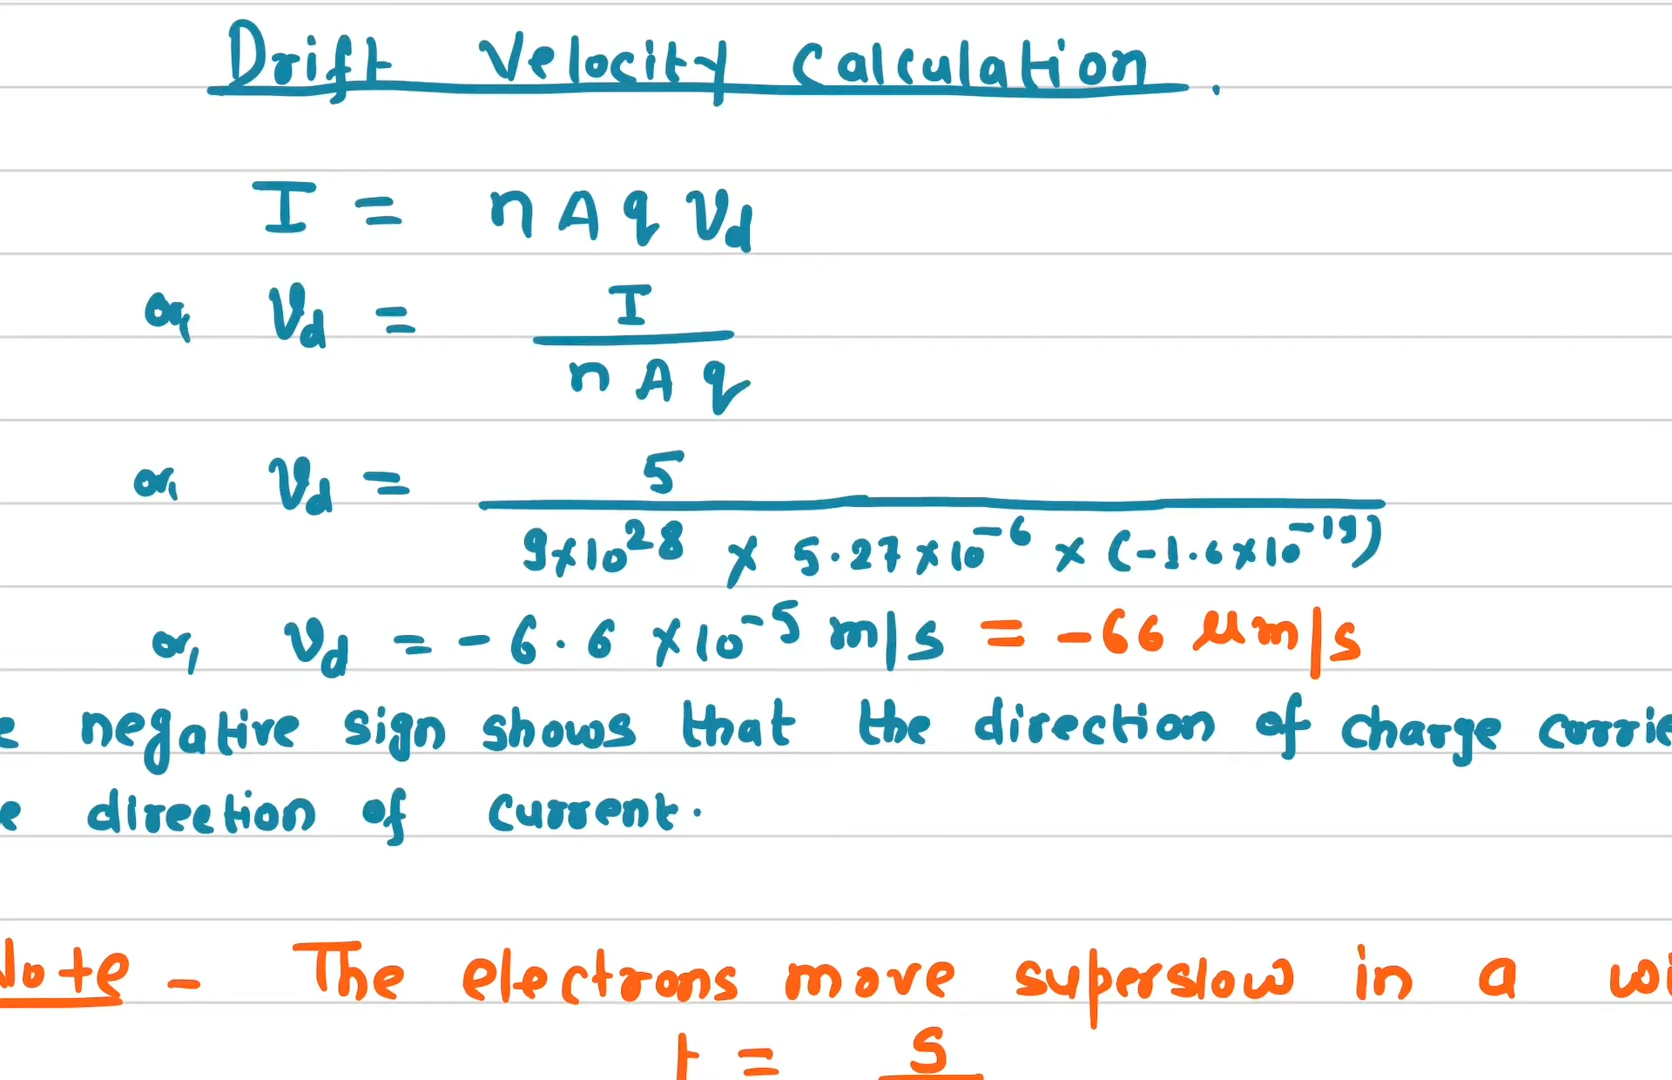 Drift Velocity Calculation.
I = n A q Vd
or, Vd = I / n A q
or, Vd = 5 / 9×10²⁸ × 5.27×10⁻⁶ × (-1.6×10⁻¹⁹)
or, Vd = -6.6 ×10⁻⁵ m/s = -66 μm/s
negative sign shows that the direction of charge
direction of current.
Note - The electrons move superslow in a
t = s